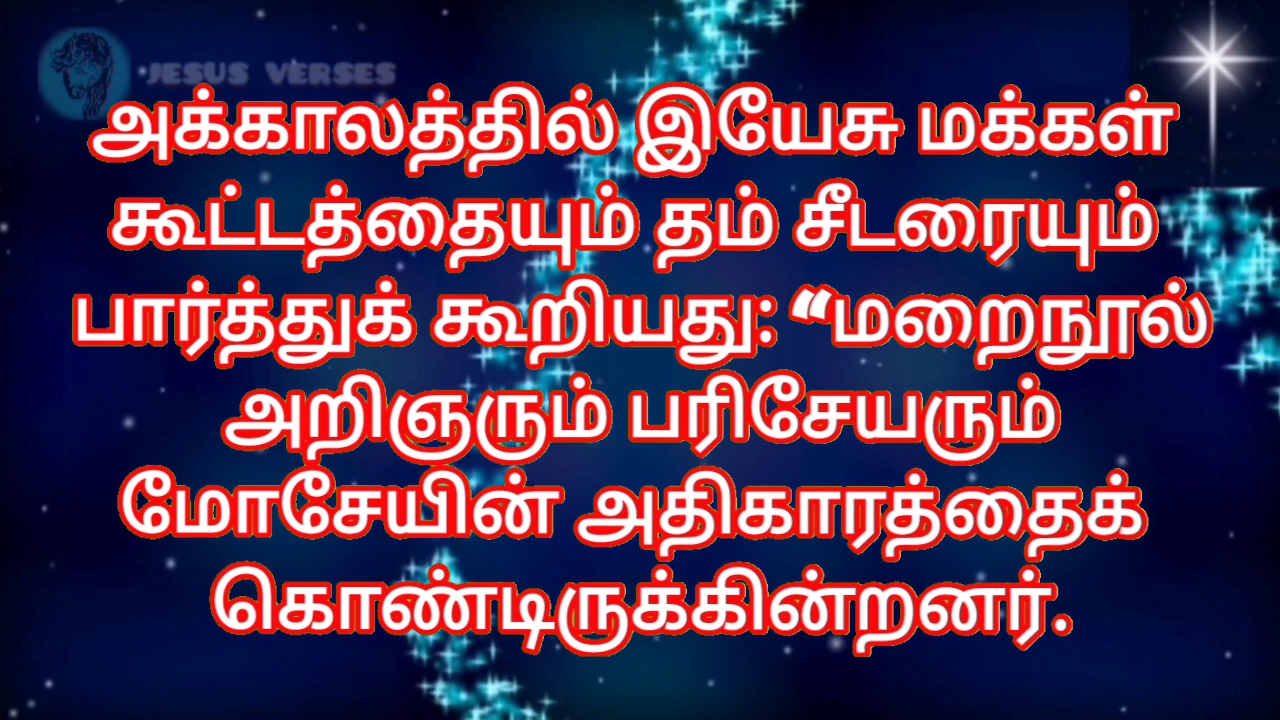 JESUS VERSES
அக்காலத்தில் இயேசு மக்கள்
கூட்டத்தையும் தம் சீடரையும்
பார்த்துக் கூறியது: “மறைநூல்
அறிஞரும் பரிசேயரும்
மோசேயின் அதிகாரத்தைக்
கொண்டிருக்கின்றனர்.